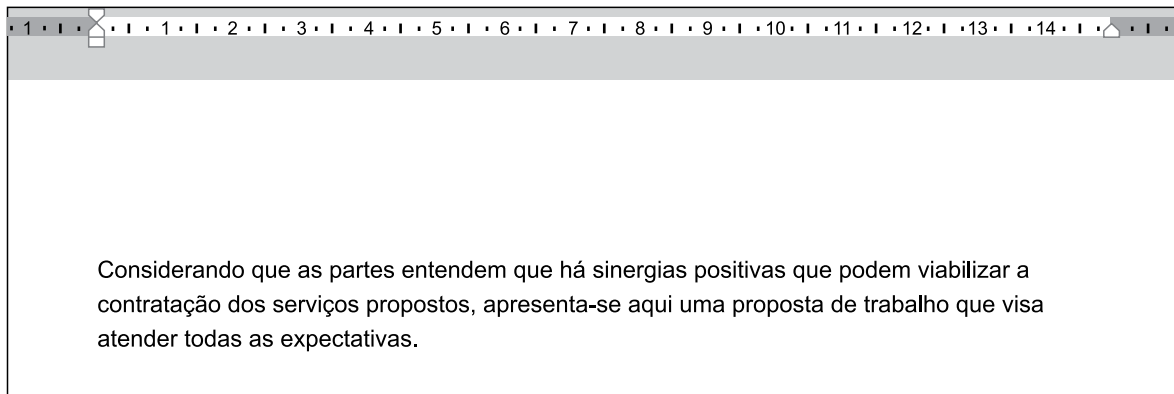 1 1 2 3 4 5 6 7 8 9 10 11 12 13 14
Considerando que as partes entendem que há sinergias positivas que podem viabilizar a
contratação dos serviços propostos, apresenta-se aqui uma proposta de trabalho que visa
atender todas as expectativas.